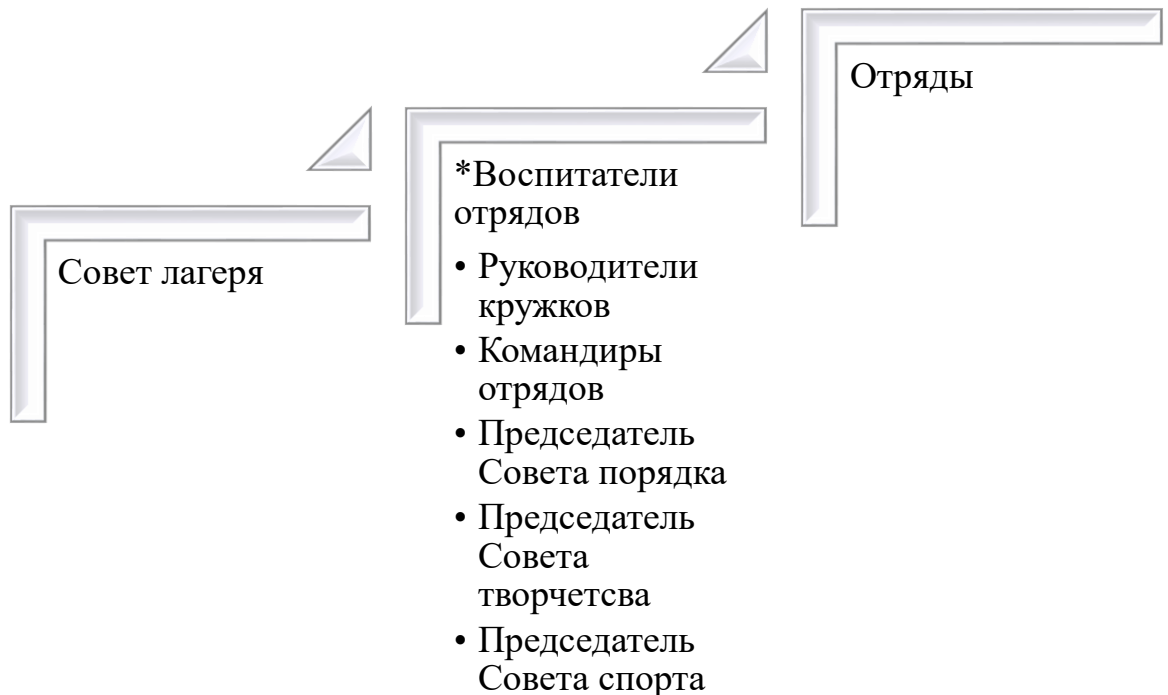 Совет лагеря
*Воспитатели
отрядов
• Руководители
кружков
• Командиры
отрядов
• Председатель
Совета порядка
• Председатель
Совета
творчетсва
• Председатель
Совета спорта
Отряды